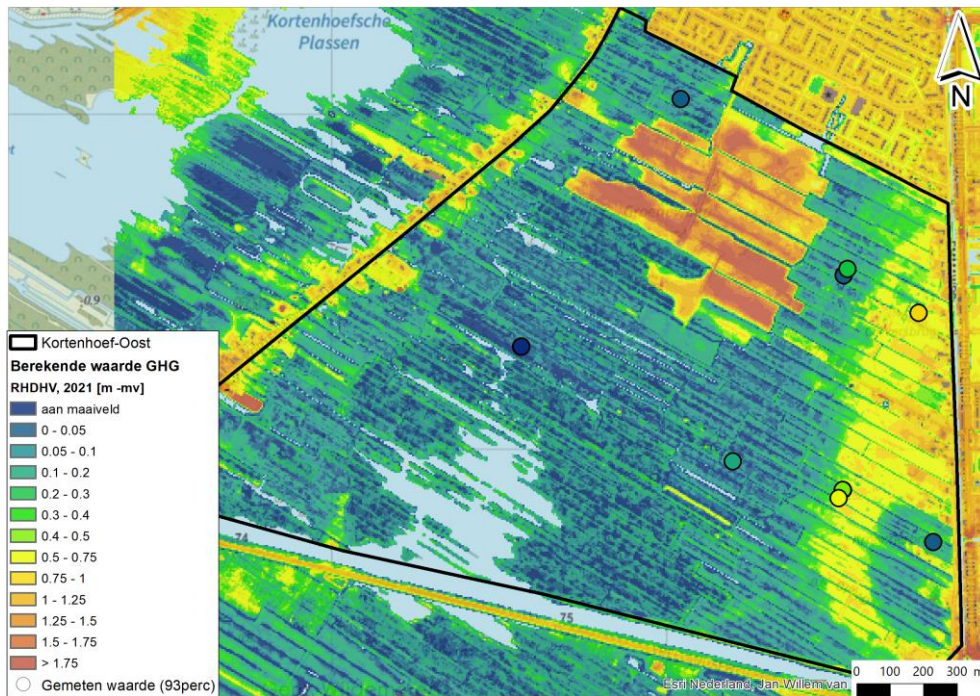 Kortenhoefsche
Plassen
N
0.9
Kortenhoef-Oost
Berekende waarde GHG
RHDHV, 2021 [m -mv]
aan maaiveld
0 - 0.05
0.05 - 0.1
0.1 - 0.2
0.2 - 0.3
0.3 - 0.4
0.4 - 0.5
0.5 - 0.75
0.75 - 1
1 - 1.25
1.25 - 1.5
1.5 - 1.75
> 1.75
Gemeten waarde (93perc)
74
75
Esri Nederland, Jan-Willem van
0 100 200 300 m